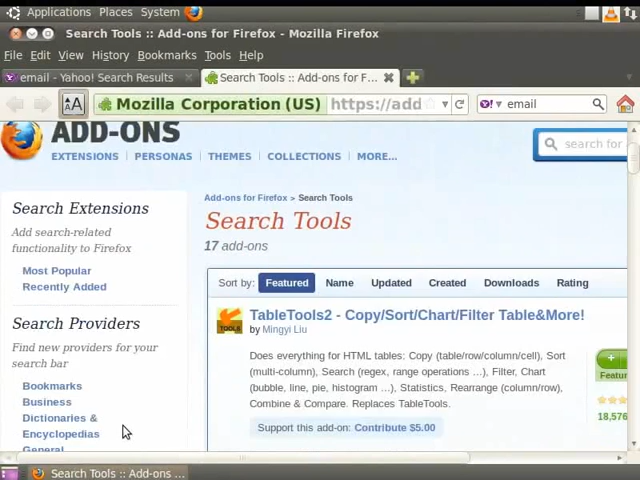 Applications Places System
Search Tools :: Add-ons for Firefox - Mozilla Firefox
File Edit View History Bookmarks Tools Help
email - Yahoo! Search Results
Search Tools :: Add-ons for F...
Mozilla Corporation (US) https://add
email
ADD-ONS
EXTENSIONS PERSONAS THEMES COLLECTIONS MORE...
search for
Add-ons for Firefox > Search Tools
Search Tools
17 add-ons
Search Extensions
Add search-related
functionality to Firefox
Most Popular
Recently Added
Search Providers
Find new providers for your
search bar
Bookmarks
Business
Dictionaries &
Encyclopedias
General
Sort by: Featured Name Updated Created Downloads Rating
TOOLS
TableTools2 - Copy/Sort/Chart/Filter Table&More!
by Mingyi Liu
Does everything for HTML tables: Copy (table/row/column/cell), Sort
(multi-column), Search (regex, range operations ...), Filter, Chart
(bubble, line, pie, histogram ...), Statistics, Rearrange (column/row),
Combine & Compare. Replaces TableTools.
Support this add-on: Contribute $5.00
Featur
18,576
Search Tools :: Add-ons ...